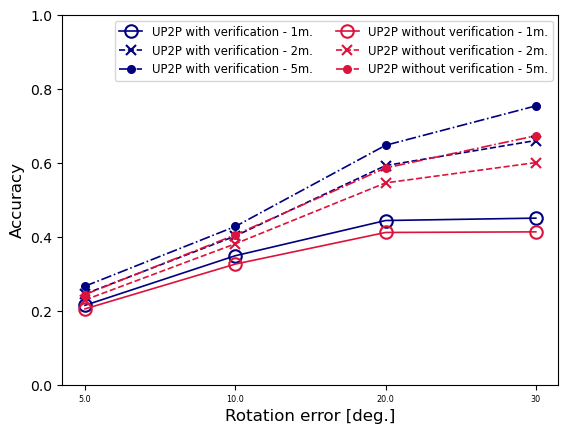 UP2P with verification - 1m.
UP2P with verification - 2m.
UP2P with verification - 5m.
UP2P without verification - 1m.
UP2P without verification - 2m.
UP2P without verification - 5m.
1.0
0.8
0.6
0.4
0.2
0.0
Accuracy
5.0 10.0 20.0 30
Rotation error [deg.]